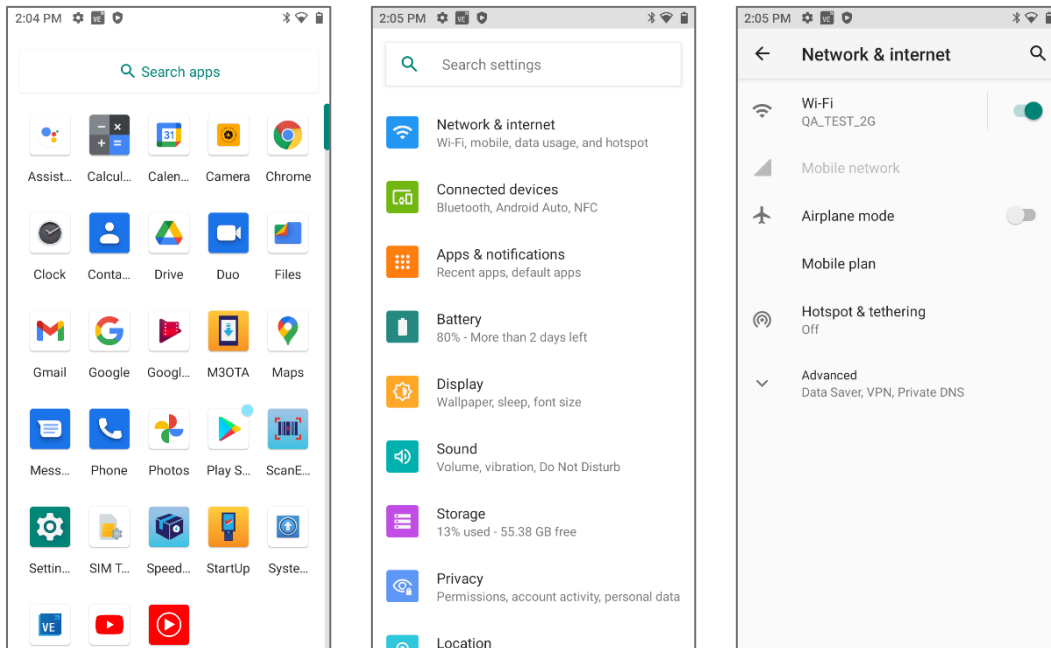 2:04 PM VE
Search apps
31
Assist... Calcul... Calen... Camera Chrome
Clock Conta... Drive Duo Files
Gmail Google Googl... M3OTA Maps
Mess... Phone Photos Play S... ScanE...
Settin... SIM T... Speed... StartUp Syste...
VE
2:05 PM VE
Search settings
Network & internet
Wi-Fi, mobile, data usage, and hotspot
Connected devices
Bluetooth, Android Auto, NFC
Apps & notifications
Recent apps, default apps
Battery
80% - More than 2 days left
Display
Wallpaper, sleep, font size
Sound
Volume, vibration, Do Not Disturb
Storage
13% used - 55.38 GB free
Privacy
Permissions, account activity, personal data
Location
2:05 PM VE
Network & internet
Wi-Fi
QA_TEST_2G
Mobile network
Airplane mode
Mobile plan
Hotspot & tethering
Off
Advanced
Data Saver, VPN, Private DNS